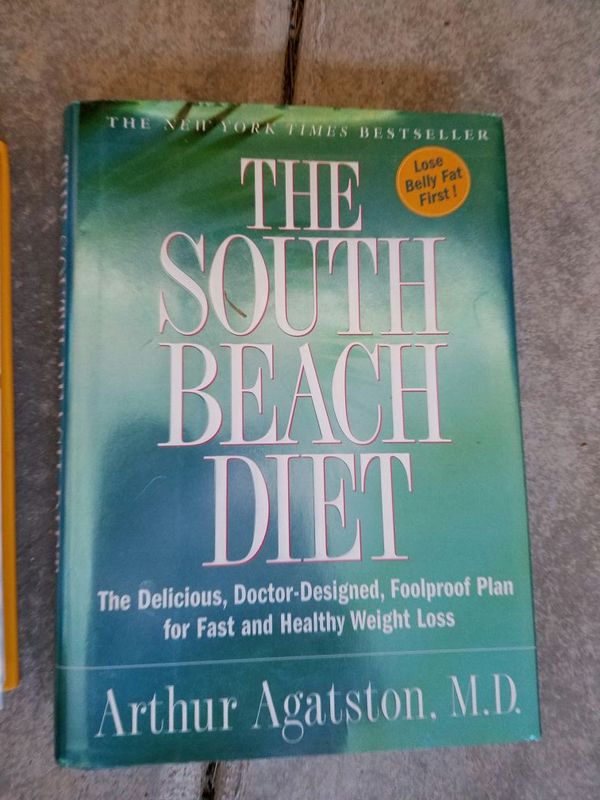 THE NEW YORK TIMES BESTSELLER
Lose
Belly Fat
First!
THE
SOUTH
BEACH
DIET
The Delicious, Doctor-Designed, Foolproof Plan
for Fast and Healthy Weight Loss
Arthur Agatston, M.D.